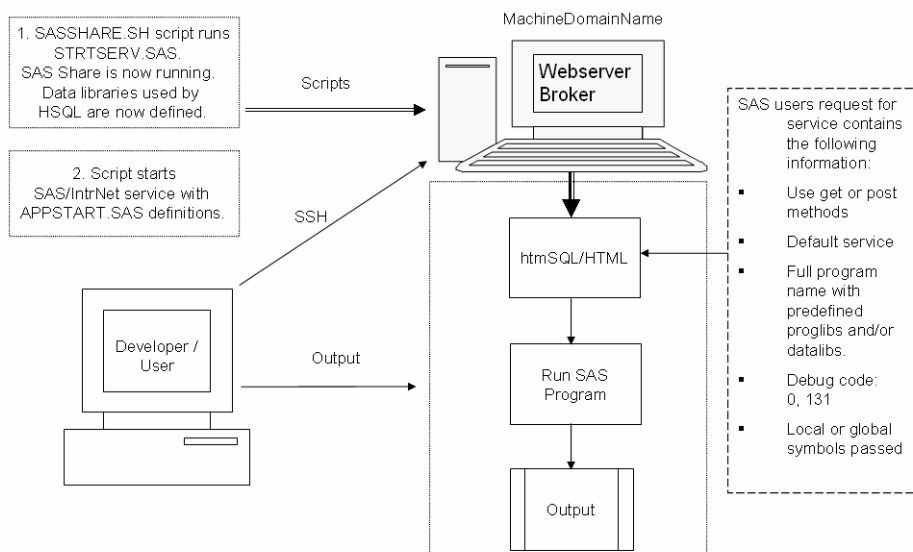 MachineDomainName
1. SASSHARE.SH script runs
STRTSERV.SAS.
SAS Share is now running.
Data libraries used by
HSQL are now defined.
Scripts
Webserver
Broker
2. Script starts
SAS/IntrNet service with
APPSTART.SAS definitions.
SSH
SAS users request for
service contains
the following
information:
▪ Use get or post
methods
▪ Default service
▪ Full program
name with
predefined
proglibs and/or
datalibs.
▪ Debug code:
0, 131
▪ Local or global
symbols passed
htmSQL/HTML
Developer /
User
Output
Run SAS
Program
Output